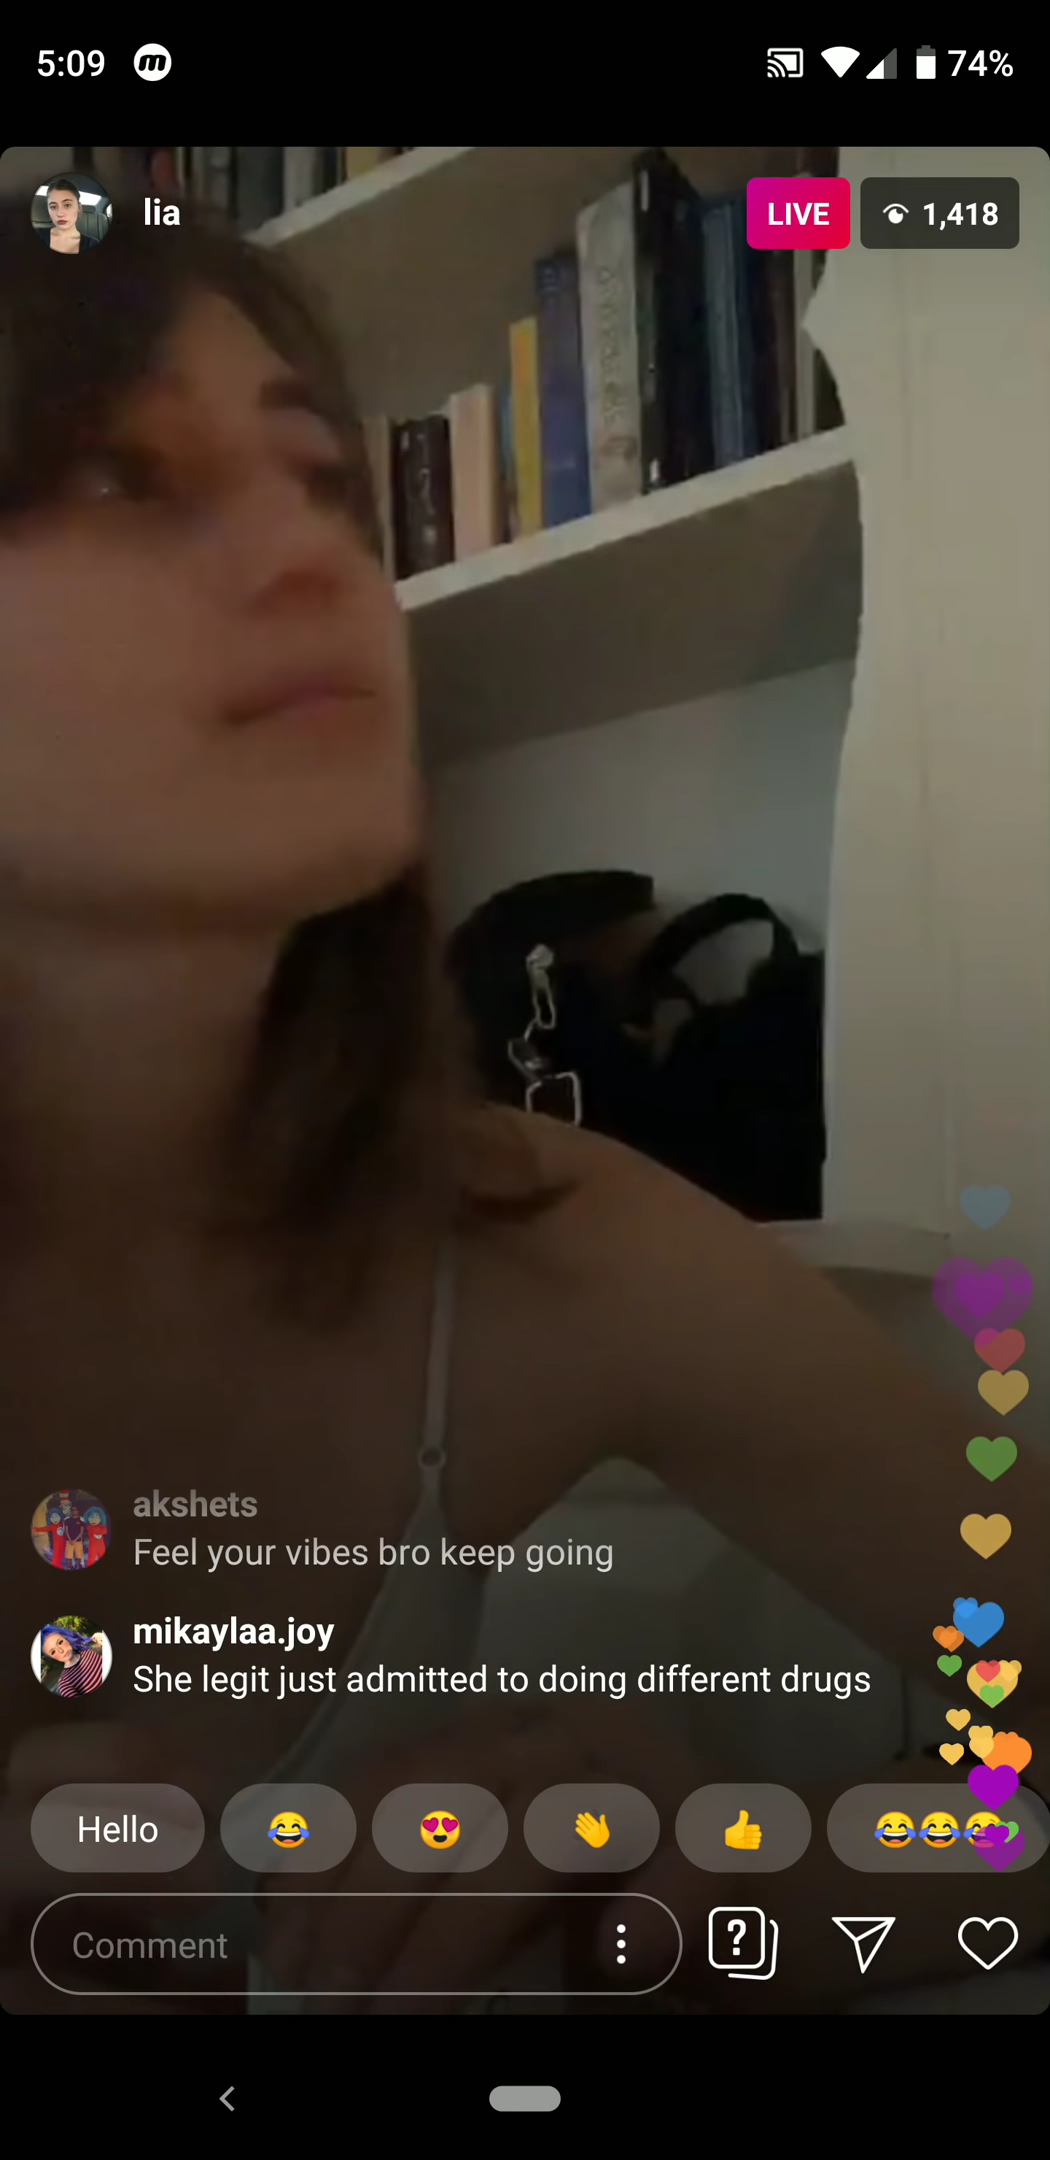 5:09
74%
lia
LIVE
1,418
akshets
Feel your vibes bro keep going
mikaylaa.joy
She legit just admitted to doing different drugs
Hello
Comment